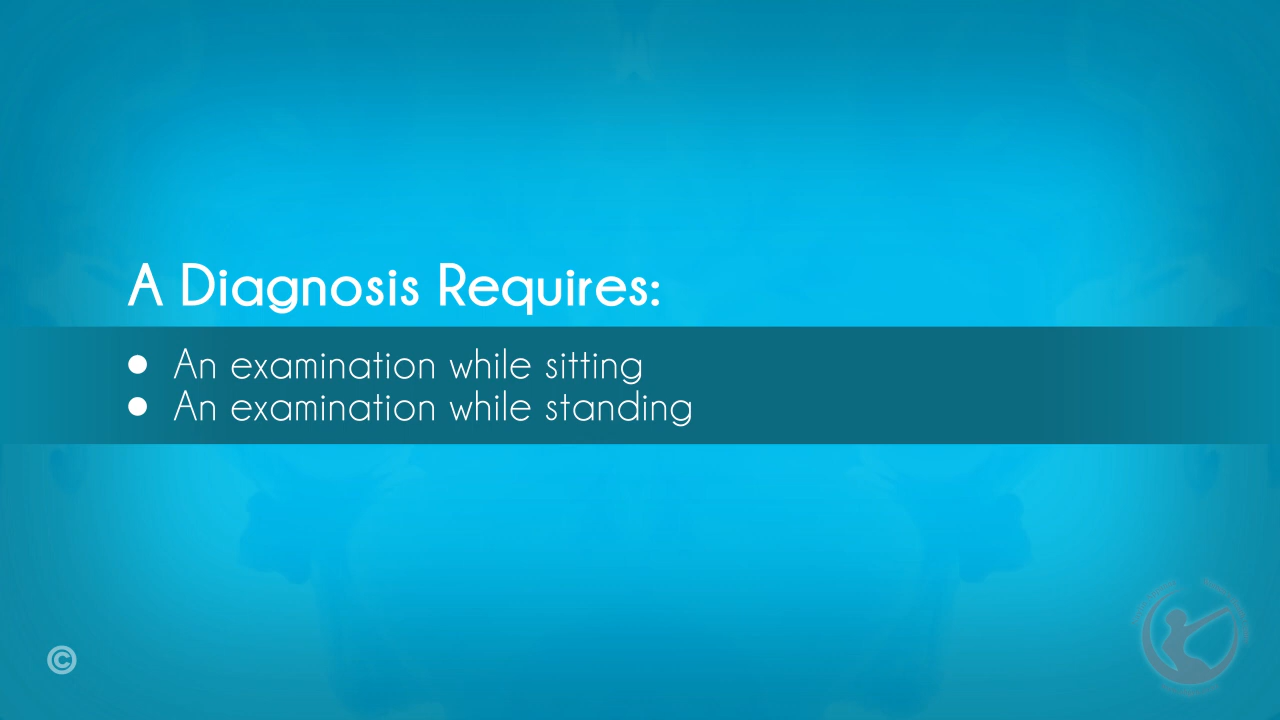 A Diagnosis Requires:
● An examination while sitting
● An examination while standing
©